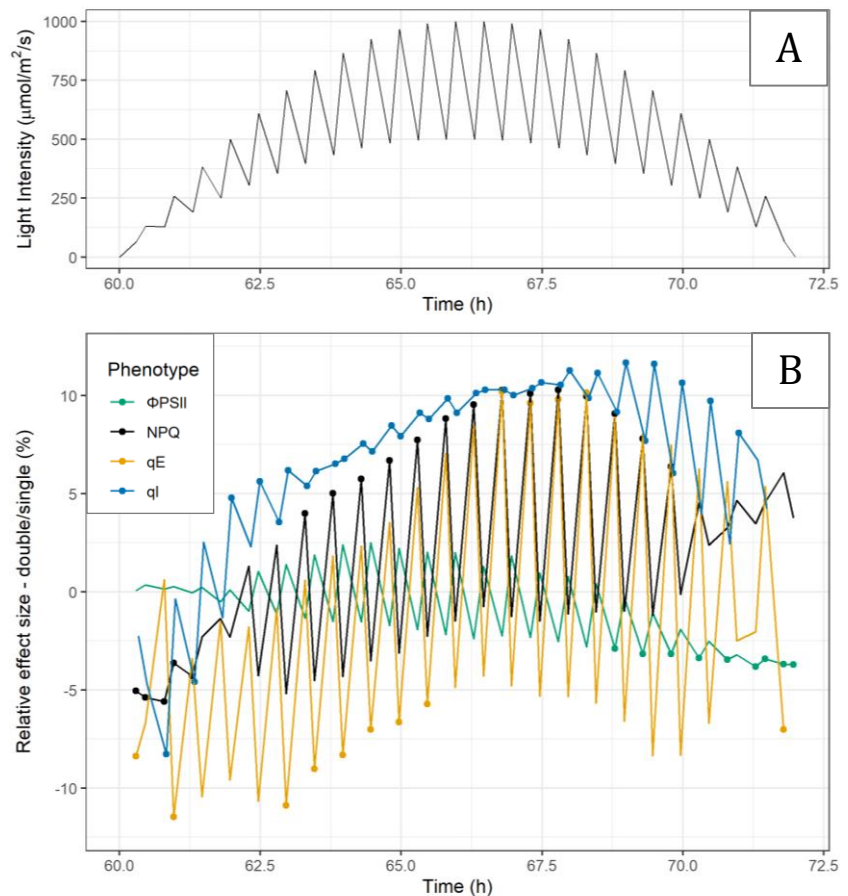 A
Light Intensity (μmol/m²/s)
1000
750
500
250
0
60.0 62.5 65.0 67.5 70.0 72.5
Time (h)
B
Phenotype
ΦPSII
NPQ
qE
qI
Relative effect size - double/single (%)
10
5
0
-5
-10
60.0 62.5 65.0 67.5 70.0 72.5
Time (h)